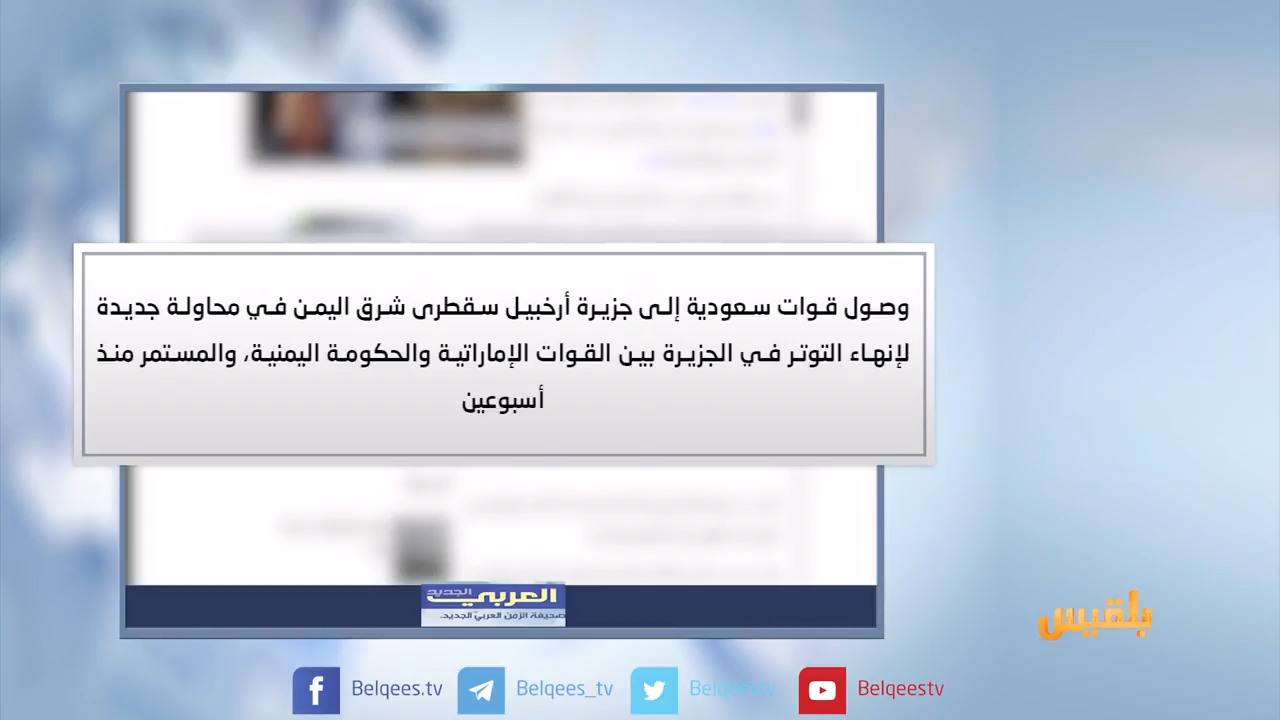 وصول قوات سعودية إلى جزيرة أرخبيل سقطرى شرق اليمن في محاولة جديدة
لإنهاء التوتر في الجزيرة بين القوات الإماراتية والحكومة اليمنية، والمستمر منذ
أسبوعين
العربي الجديد
صحيفة الزمن العربيّ الجديد.
بلقيس
Belqees.tv
Belqees_tv
Belqeestv
Belqeestv